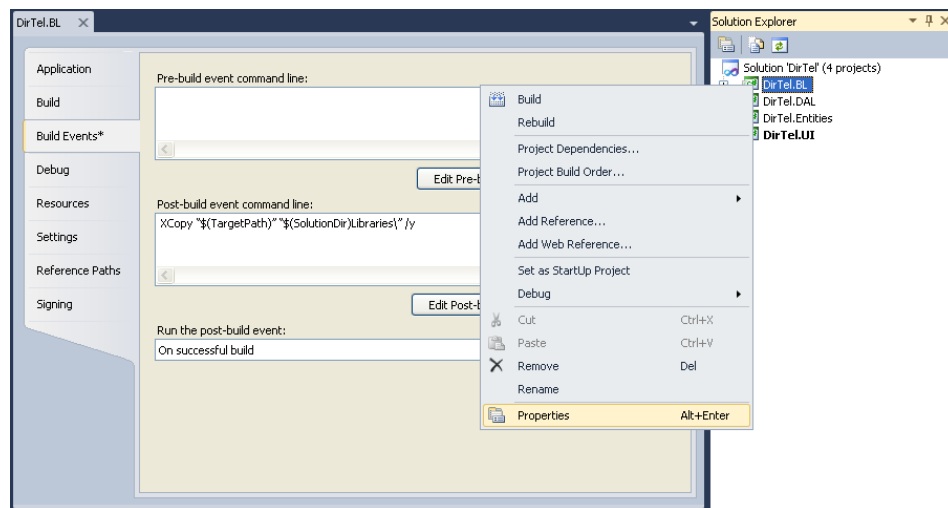 DirTel.BL
Application
Build
Build Events*
Debug
Resources
Settings
Reference Paths
Signing
Pre-build event command line:
Edit Pre-b
Post-build event command line:
XCopy “$(TargetPath)” “$(SolutionDir)Libraries\” /y
Edit Post-b
Run the post-build event:
On successful build
Build
Rebuild
Project Dependencies...
Project Build Order...
Add
Add Reference...
Add Web Reference...
Set as StartUp Project
Debug
Cut Ctrl+X
Paste Ctrl+V
Remove Del
Rename
Properties Alt+Enter
Solution Explorer
Solution 'DirTel' (4 projects)
DirTel.BL
DirTel.DAL
DirTel.Entities
DirTel.UI